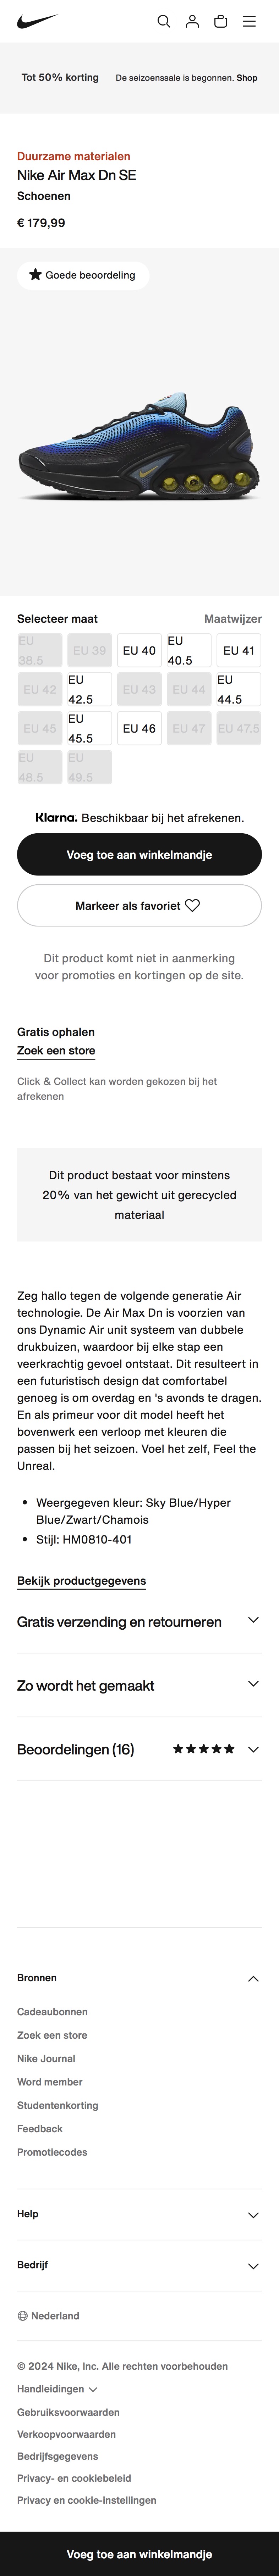 Tot 50% korting
De seizoenssale is begonnen. Shop
Duurzame materialen
Nike Air Max Dn SE
Schoenen
€ 179,99
Goede beoordeling
Selecteer maat
Maatwijzer
EU 38.5
EU 39
EU 40
EU 40.5
EU 41
EU 42
EU 42.5
EU 43
EU 44
EU 44.5
EU 45
EU 45.5
EU 46
EU 47
EU 47.5
EU 48.5
EU 49.5
Klarna. Beschikbaar bij het afrekenen.
Voeg toe aan winkelmandje
Markeer als favoriet
Dit product komt niet in aanmerking
voor promoties en kortingen op de site.
Gratis ophalen
Zoek een store
Click & Collect kan worden gekozen bij het
afrekenen
Dit product bestaat voor minstens
20% van het gewicht uit gerecycled
materiaal
Zeg hallo tegen de volgende generatie Air
technologie. De Air Max Dn is voorzien van
ons Dynamic Air unit systeem van dubbele
drukbuizen, waardoor bij elke stap een
veerkrachtig gevoel ontstaat. Dit resulteert in
een futuristisch design dat comfortabel
genoeg is om overdag en 's avonds te dragen.
En als primeur voor dit model heeft het
bovenwerk een verloop met kleuren die
passen bij het seizoen. Voel het zelf, Feel the
Unreal.
• Weergegeven kleur: Sky Blue/Hyper
Blue/Zwart/Chamois
• Stijl: HM0810-401
Bekijk productgegevens
Gratis verzending en retourneren
Zo wordt het gemaakt
Beoordelingen (16)
Bronnen
Cadeaubonnen
Zoek een store
Nike Journal
Word member
Studentenkorting
Feedback
Promotiecodes
Help
Bedrijf
Nederland
© 2024 Nike, Inc. Alle rechten voorbehouden
Handleidingen
Gebruiksvoorwaarden
Verkoopvoorwaarden
Bedrijfsgegevens
Privacy- en cookiebeleid
Privacy en cookie-instellingen
Voeg toe aan winkelmandje